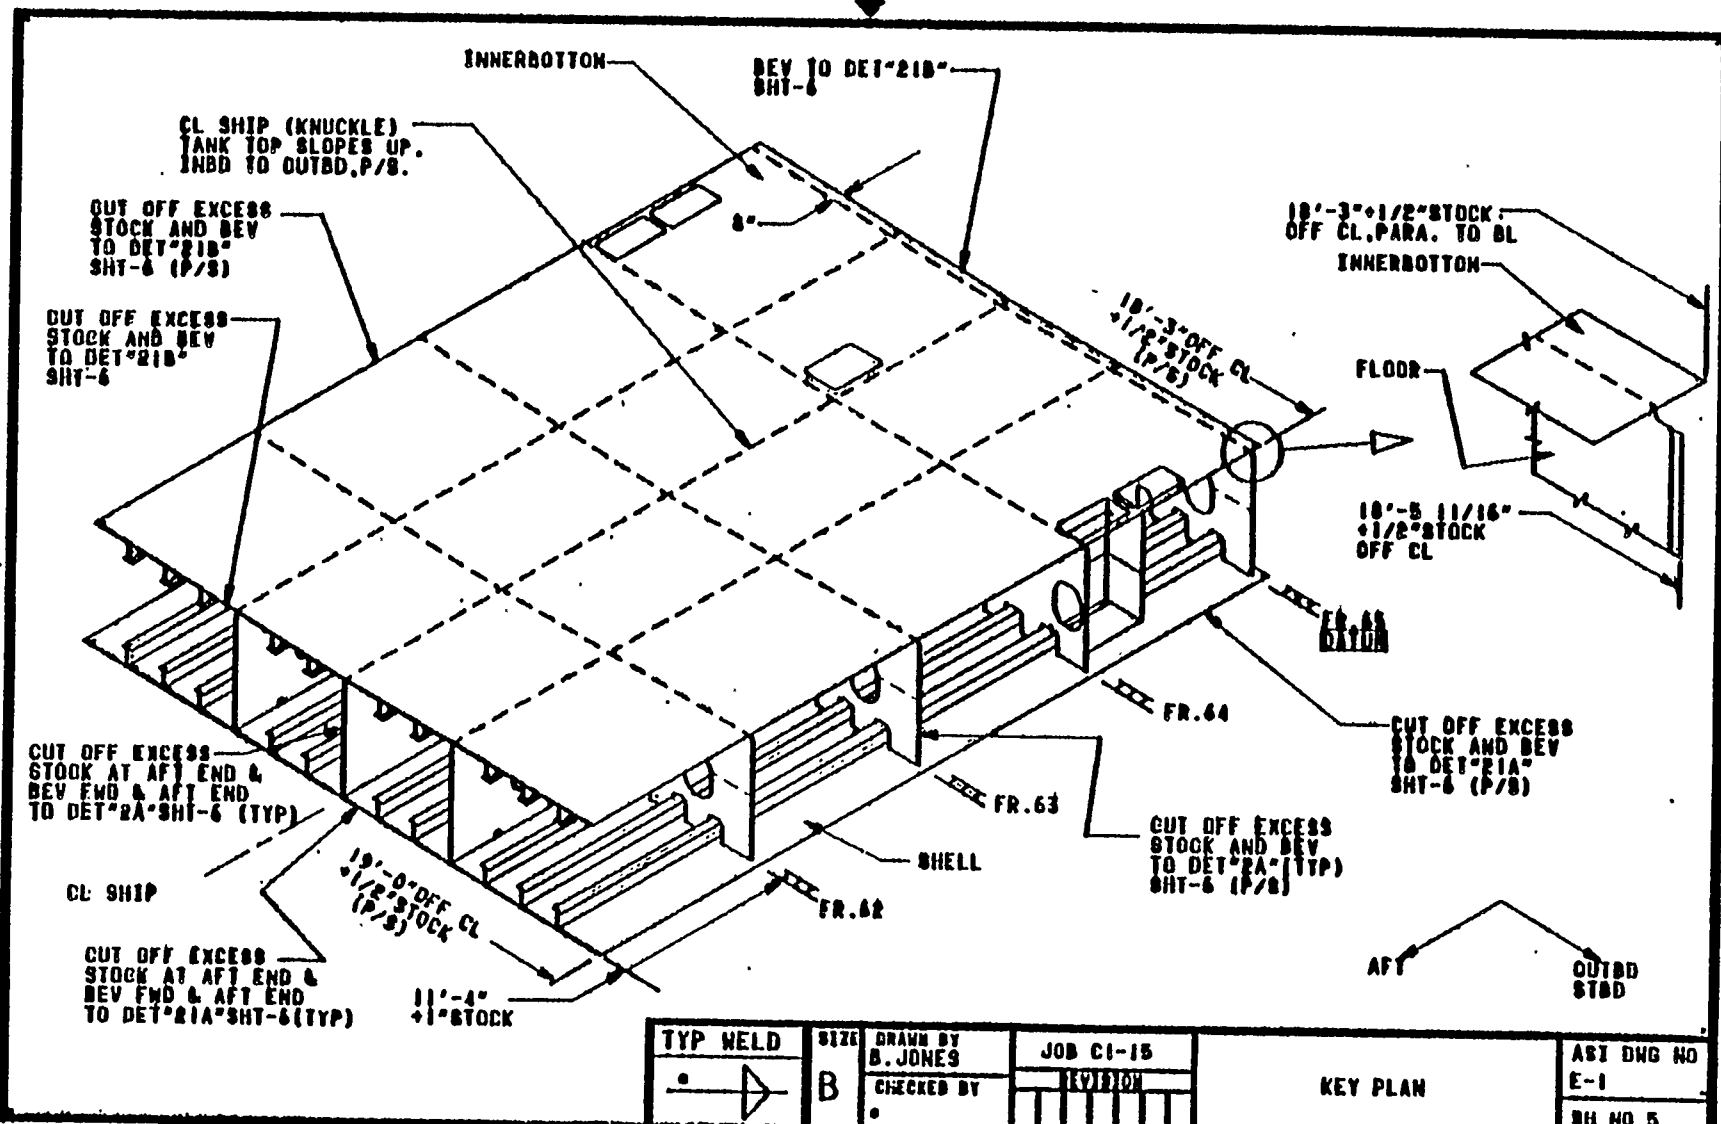 INNERBOTTOM
BEV TO DET"21B"
SHT-6
CL SHIP (KNUCKLE)
TANK TOP SLOPES UP.
INBD TO OUTBD,P/S.
CUT OFF EXCESS
STOCK AND BEV
TO DET"21B"
SHT-6 (P/S)
8"
18'-3"+1/2"STOCK
OFF CL,PARA. TO BL
INNERBOTTOM
CUT OFF EXCESS
STOCK AND BEV
TO DET"21B"
SHT-6
18'-3"OFF CL
+1/2"STOCK
(P/S)
FLOOR
18'-5 11/16"
+1/2"STOCK
OFF CL
FR.65
DATUM
FR.64
CUT OFF EXCESS
STOCK AND BEV
TO DET"21A"
SHT-6 (P/S)
CUT OFF EXCESS
STOCK AT AFT END &
BEV FWD & AFT END
TO DET"2A"SHT-6 (TYP)
FR.63
CUT OFF EXCESS
STOCK AND BEV
TO DET"2A"(TYP)
SHT-6 (P/S)
SHELL
CL SHIP
19'-0"OFF CL
+1/2"STOCK
(P/S)
FR.62
CUT OFF EXCESS
STOCK AT AFT END &
BEV FWD & AFT END
TO DET"21A"SHT-6(TYP)
11'-4"
+1"STOCK
AFT
OUTBD
STBD
TYP WELD
SIZE
B
DRAWN BY
B.JONES
CHECKED BY
JOB C1-15
REVISION
KEY PLAN
AST DWG NO
E-1
SH NO 5